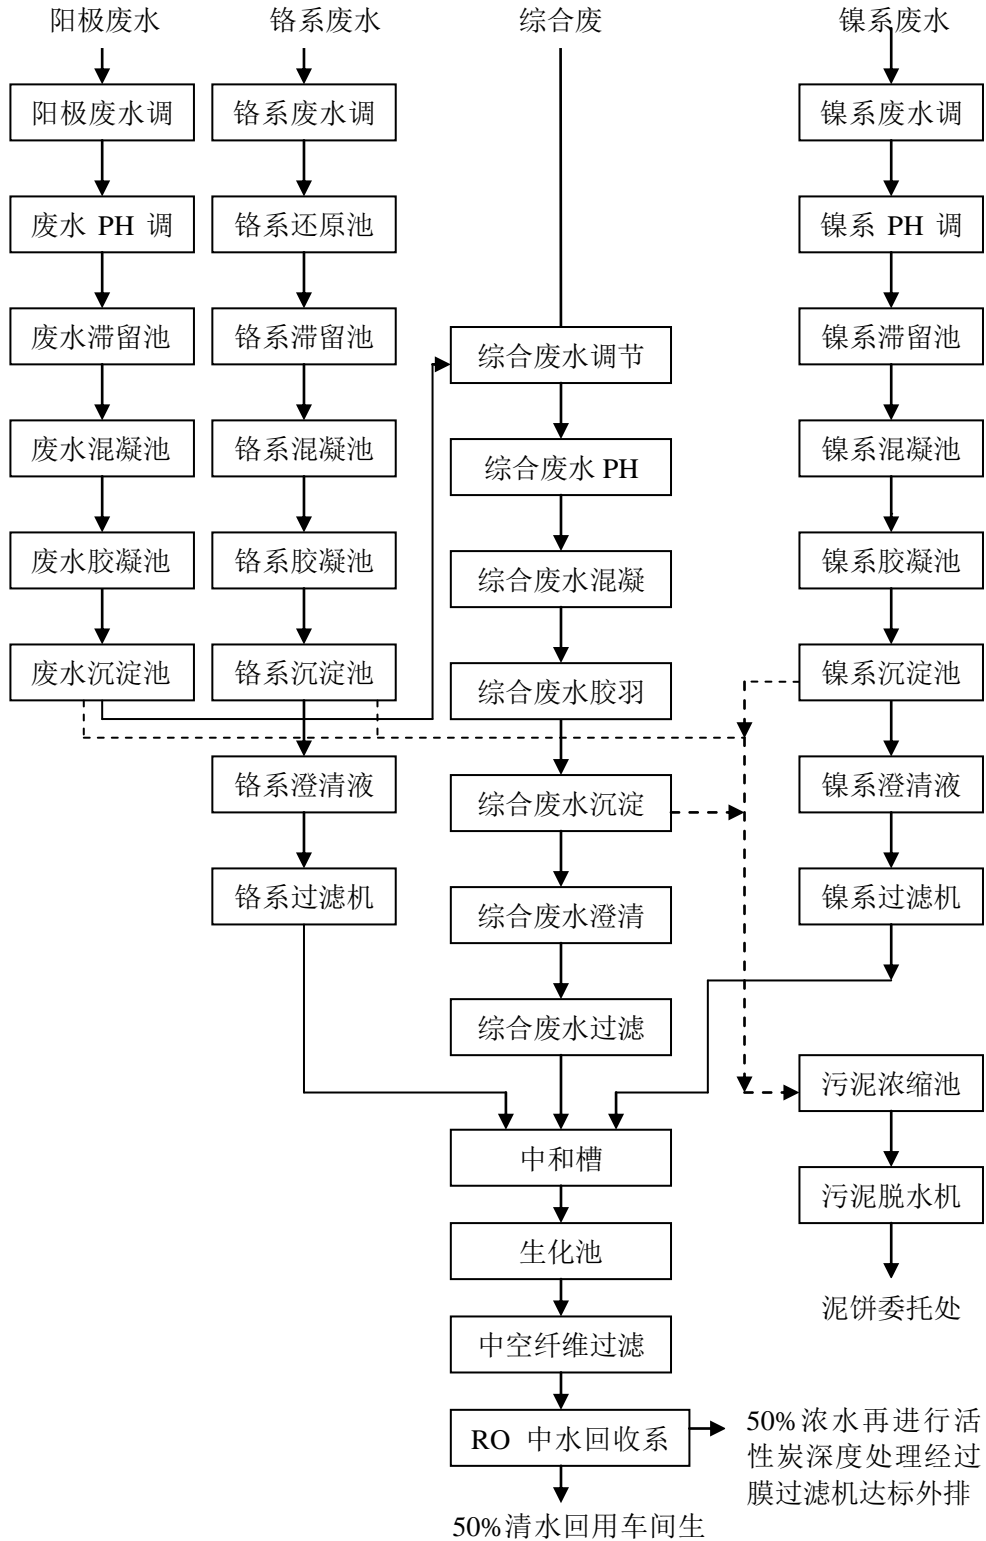 阳极废水
铬系废水
综合废
镍系废水
阳极废水调
铬系废水调
镍系废水调
废水 PH 调
铬系还原池
镍系 PH 调
废水滞留池
铬系滞留池
综合废水调节
镍系滞留池
废水混凝池
铬系混凝池
综合废水 PH
镍系混凝池
废水胶凝池
铬系胶凝池
综合废水混凝
镍系胶凝池
废水沉淀池
铬系沉淀池
综合废水胶羽
镍系沉淀池
铬系澄清液
综合废水沉淀
镍系澄清液
铬系过滤机
综合废水澄清
镍系过滤机
综合废水过滤
污泥浓缩池
中和槽
污泥脱水机
生化池
泥饼委托处
中空纤维过滤
RO 中水回收系
50%浓水再进行活
性炭深度处理经过
膜过滤机达标外排
50%清水回用车间生